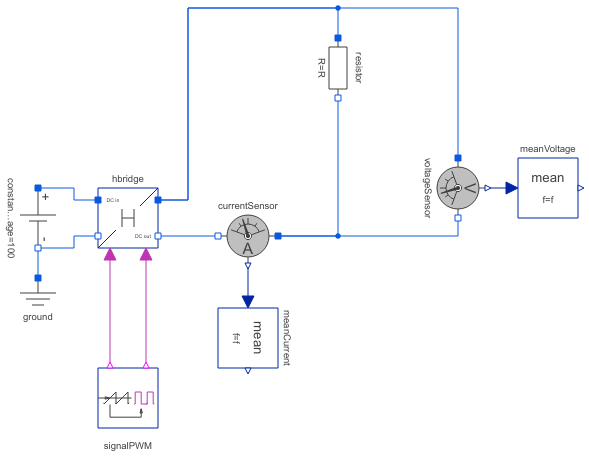 resistor
R=R
meanVoltage
mean
f=f
voltageSensor
hbridge
DC in
DC out
constan...age=100
+
-
currentSensor
A
V
ground
mean
f=f
meanCurrent
signalPWM